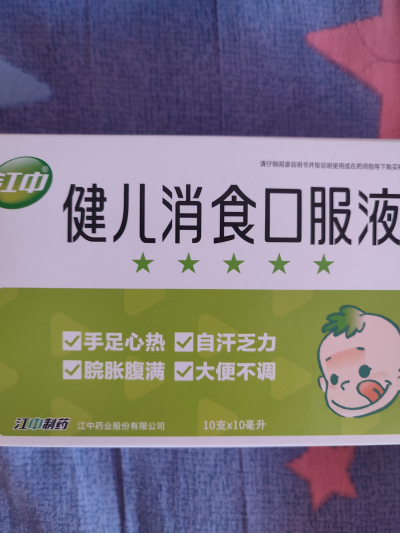 请仔细阅读说明书并按说明使用或在药师指导下购买和
江中®
健儿消食口服液
★★★★★
手足心热 自汗乏力
脘胀腹满 大便不调
江中制药 江中药业股份有限公司 10支x10毫升